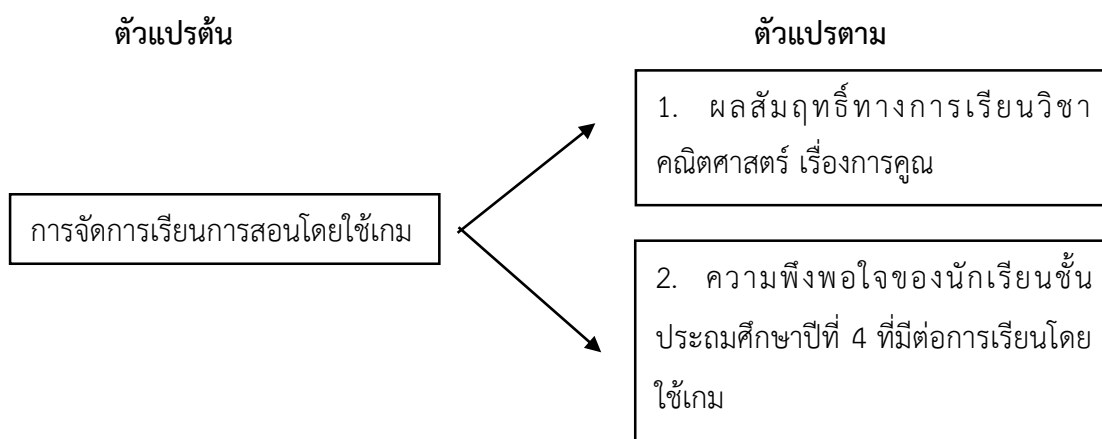 ตัวแปรต้น
ตัวแปรตาม
การจัดการเรียนการสอนโดยใช้เกม
1. ผลสัมฤทธิ์ทางการเรียนวิชา
คณิตศาสตร์ เรื่องการคูณ
2. ความพึงพอใจของนักเรียนชั้น
ประถมศึกษาปีที่ 4 ที่มีต่อการเรียนโดย
ใช้เกม